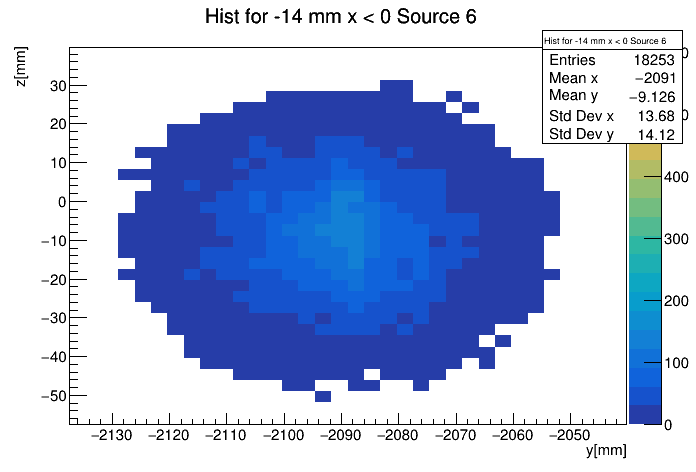 Hist for -14 mm x < 0 Source 6
z[mm]
Hist for -14 mm x < 0 Source 6
Entries 18253
Mean x −2091
Mean y −9.126
Std Dev x 13.68
Std Dev y 14.12
30
20
10
0
−10
−20
−30
−40
−50
−2130 −2120 −2110 −2100 −2090 −2080 −2070 −2060 −2050
y[mm]
0
0
400
300
200
100
0